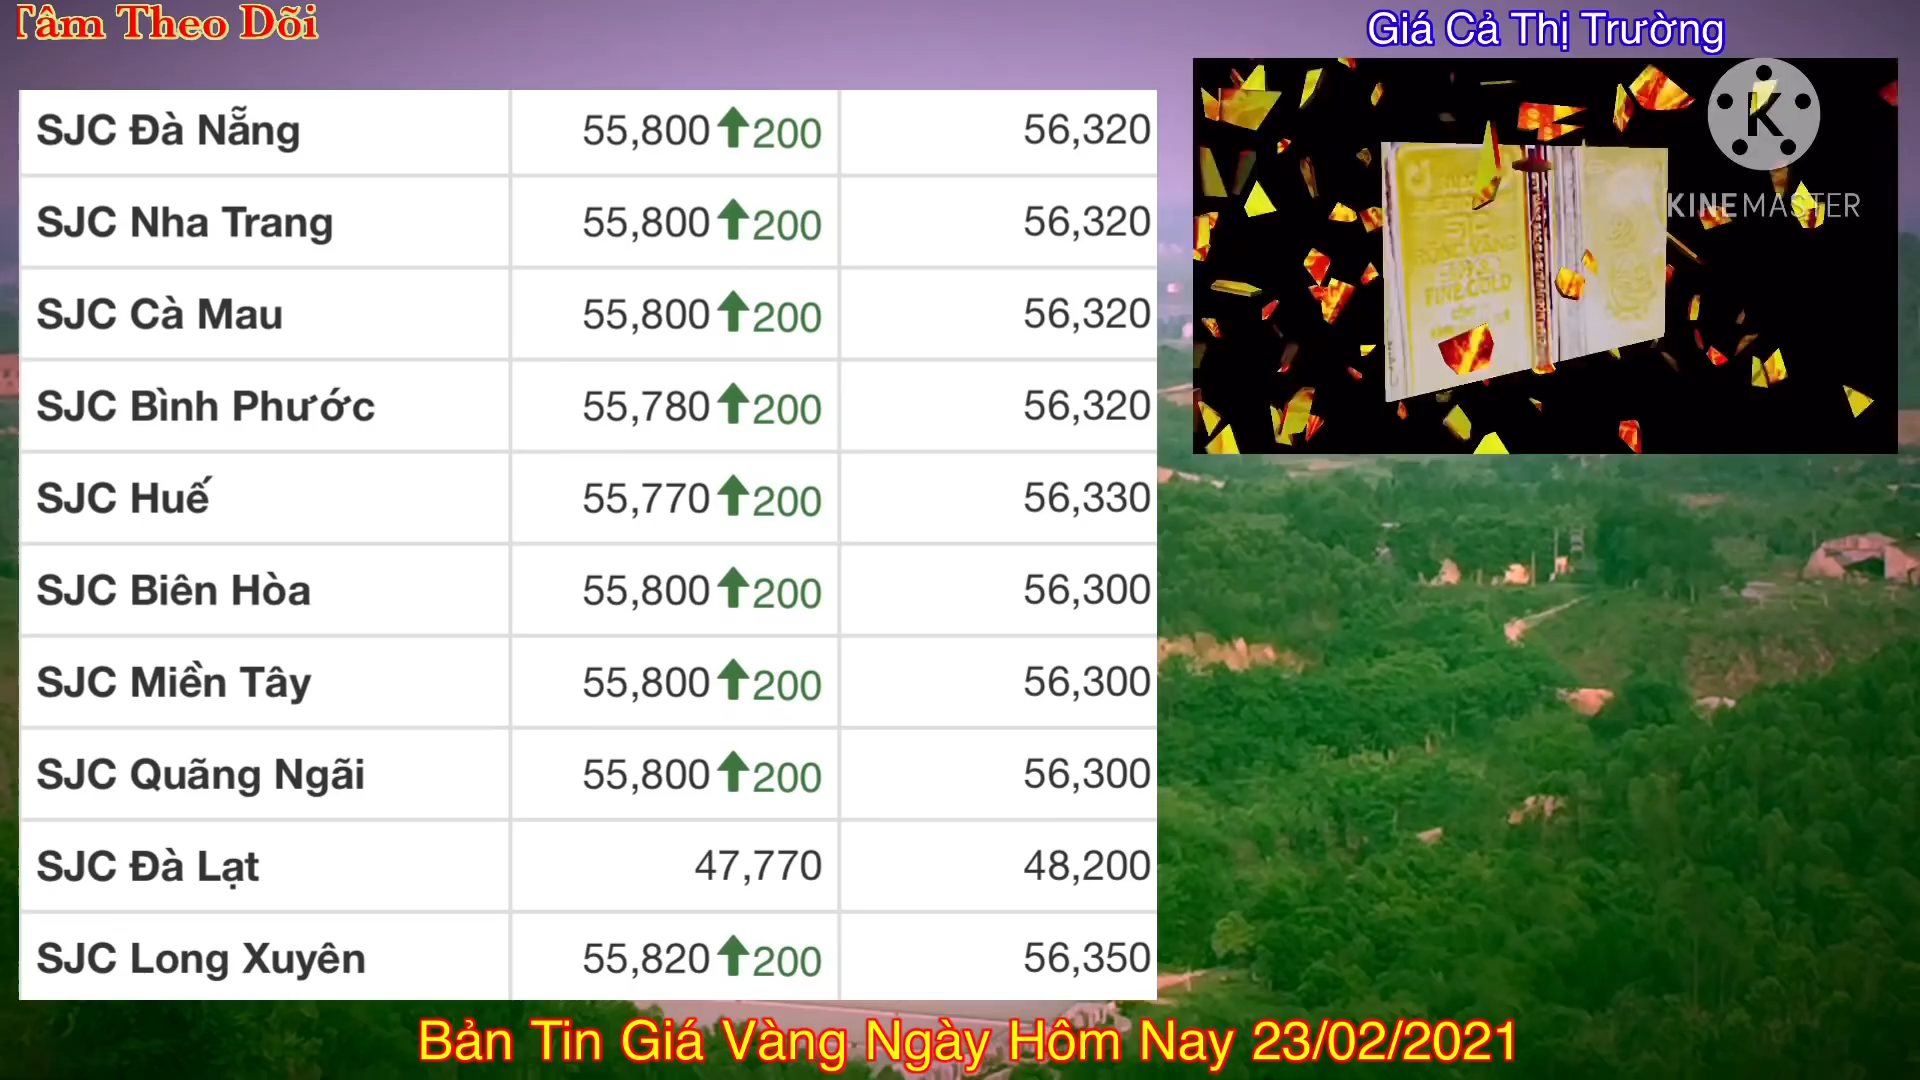 Tâm Theo Dõi
Giá Cả Thị Trường
SJC Đà Nẵng 55,800 200 56,320
SJC Nha Trang 55,800 200 56,320
SJC Cà Mau 55,800 200 56,320
SJC Bình Phước 55,780 200 56,320
SJC Huế 55,770 200 56,330
SJC Biên Hòa 55,800 200 56,300
SJC Miền Tây 55,800 200 56,300
SJC Quãng Ngãi 55,800 200 56,300
SJC Đà Lạt 47,770 48,200
SJC Long Xuyên 55,820 200 56,350
K
KINEMASTER
FINE GOLD
Bản Tin Giá Vàng Ngày Hôm Nay 23/02/2021